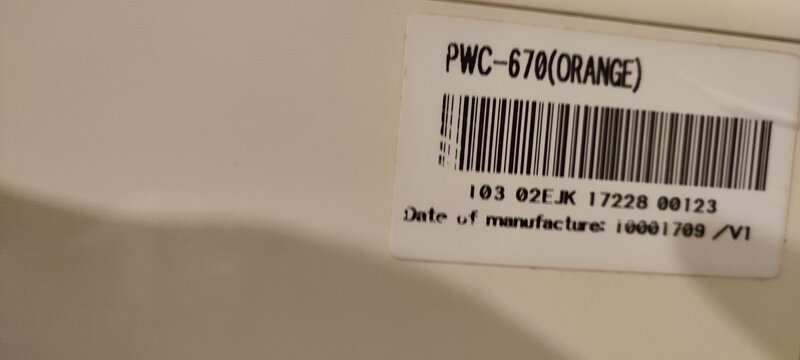 PWC-670(ORANGE)
103 02EJK 17228 00123
Date of manufacture: i0001709 /V1